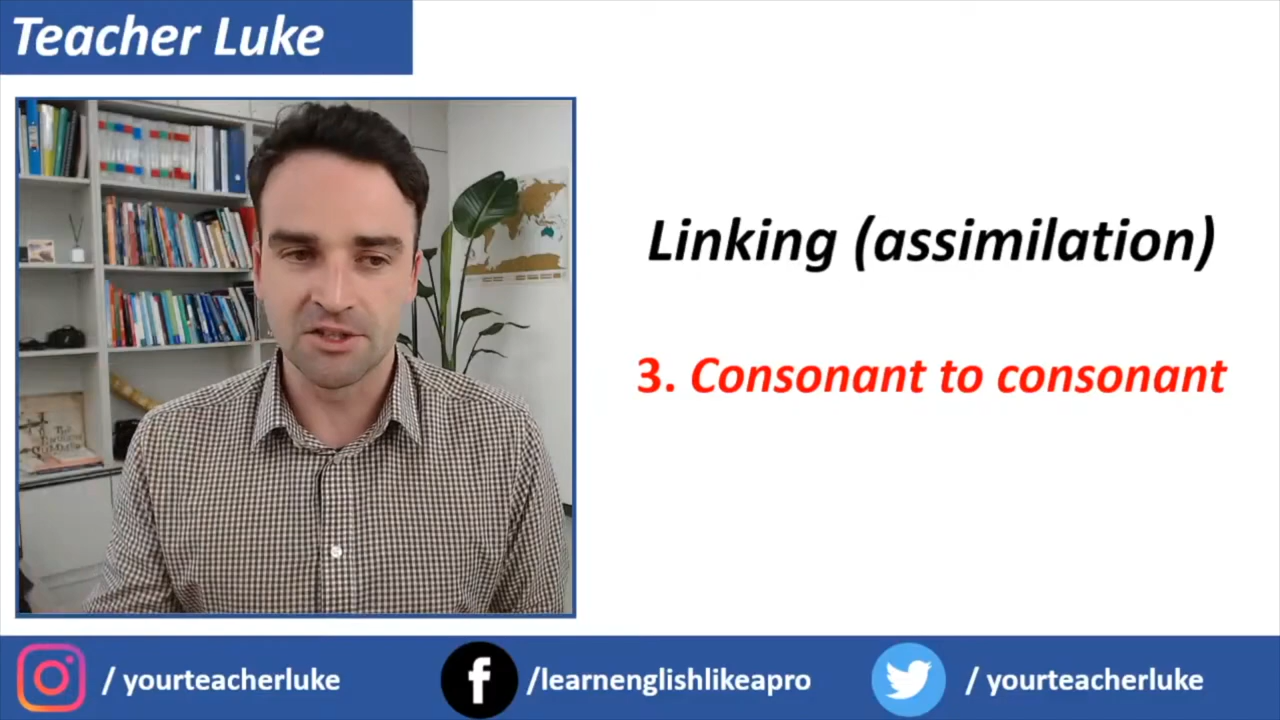 Teacher Luke
Linking (assimilation)
3. Consonant to consonant
/ yourteacherluke
/learnenglishlikeapro
/ yourteacherluke